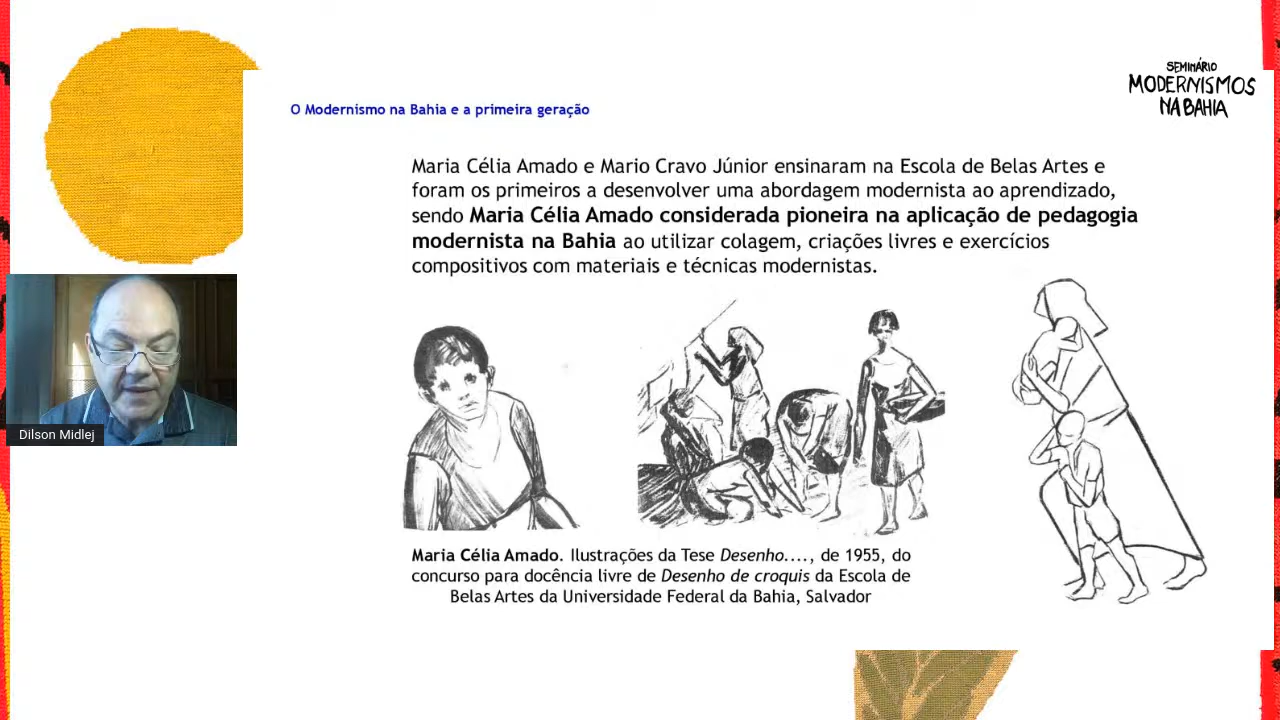 SEMINÁRIO
MODERNISMOS
NA BAHIA
O Modernismo na Bahia e a primeira geração
Maria Célia Amado e Mario Cravo Júnior ensinaram na Escola de Belas Artes e
foram os primeiros a desenvolver uma abordagem modernista ao aprendizado,
sendo Maria Célia Amado considerada pioneira na aplicação de pedagogia
modernista na Bahia ao utilizar colagem, criações livres e exercícios
compositivos com materiais e técnicas modernistas.
Dilson Midlej
Maria Célia Amado. Ilustrações da Tese Desenho...., de 1955, do
concurso para docência livre de Desenho de croquis da Escola de
Belas Artes da Universidade Federal da Bahia, Salvador